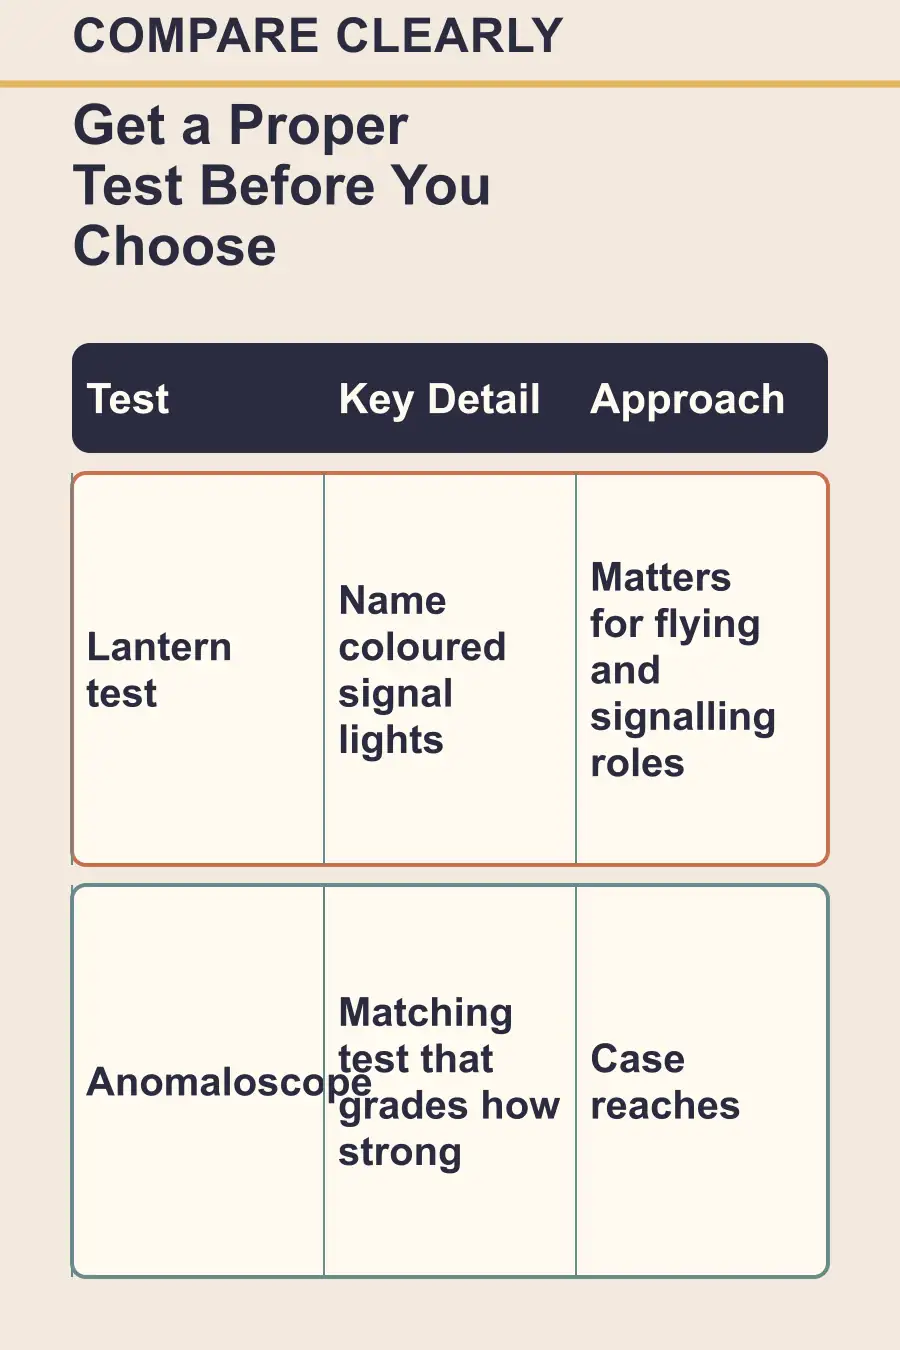 COMPARE CLEARLY
Get a Proper
Test Before You
Choose
Test
Key Detail
Approach
Lantern
test
Name
coloured
signal
lights
Matters
for flying
and
signalling
roles
Anomaloscope
Matching
test that
grades how
strong
Case
reaches